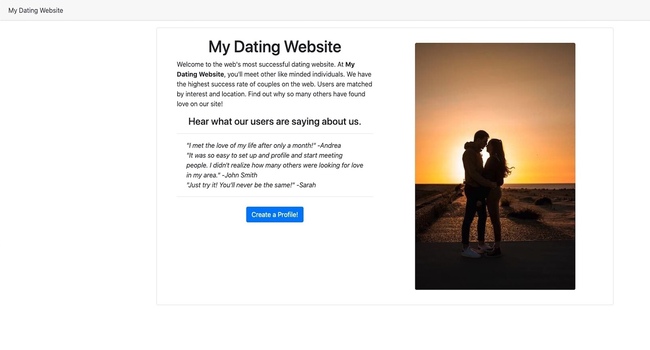 My Dating Website
My Dating Website
Welcome to the web's most successful dating website. At My
Dating Website, you'll meet other like minded individuals. We have
the highest success rate of couples on the web. Users are matched
by interest and location. Find out why so many others have found
love on our site!
Hear what our users are saying about us.
"I met the love of my life after only a month!" -Andrea
"It was so easy to set up and profile and start meeting
people. I didn't realize how many others were looking for love
in my area." -John Smith
"Just try it! You'll never be the same!" -Sarah
Create a Profile!